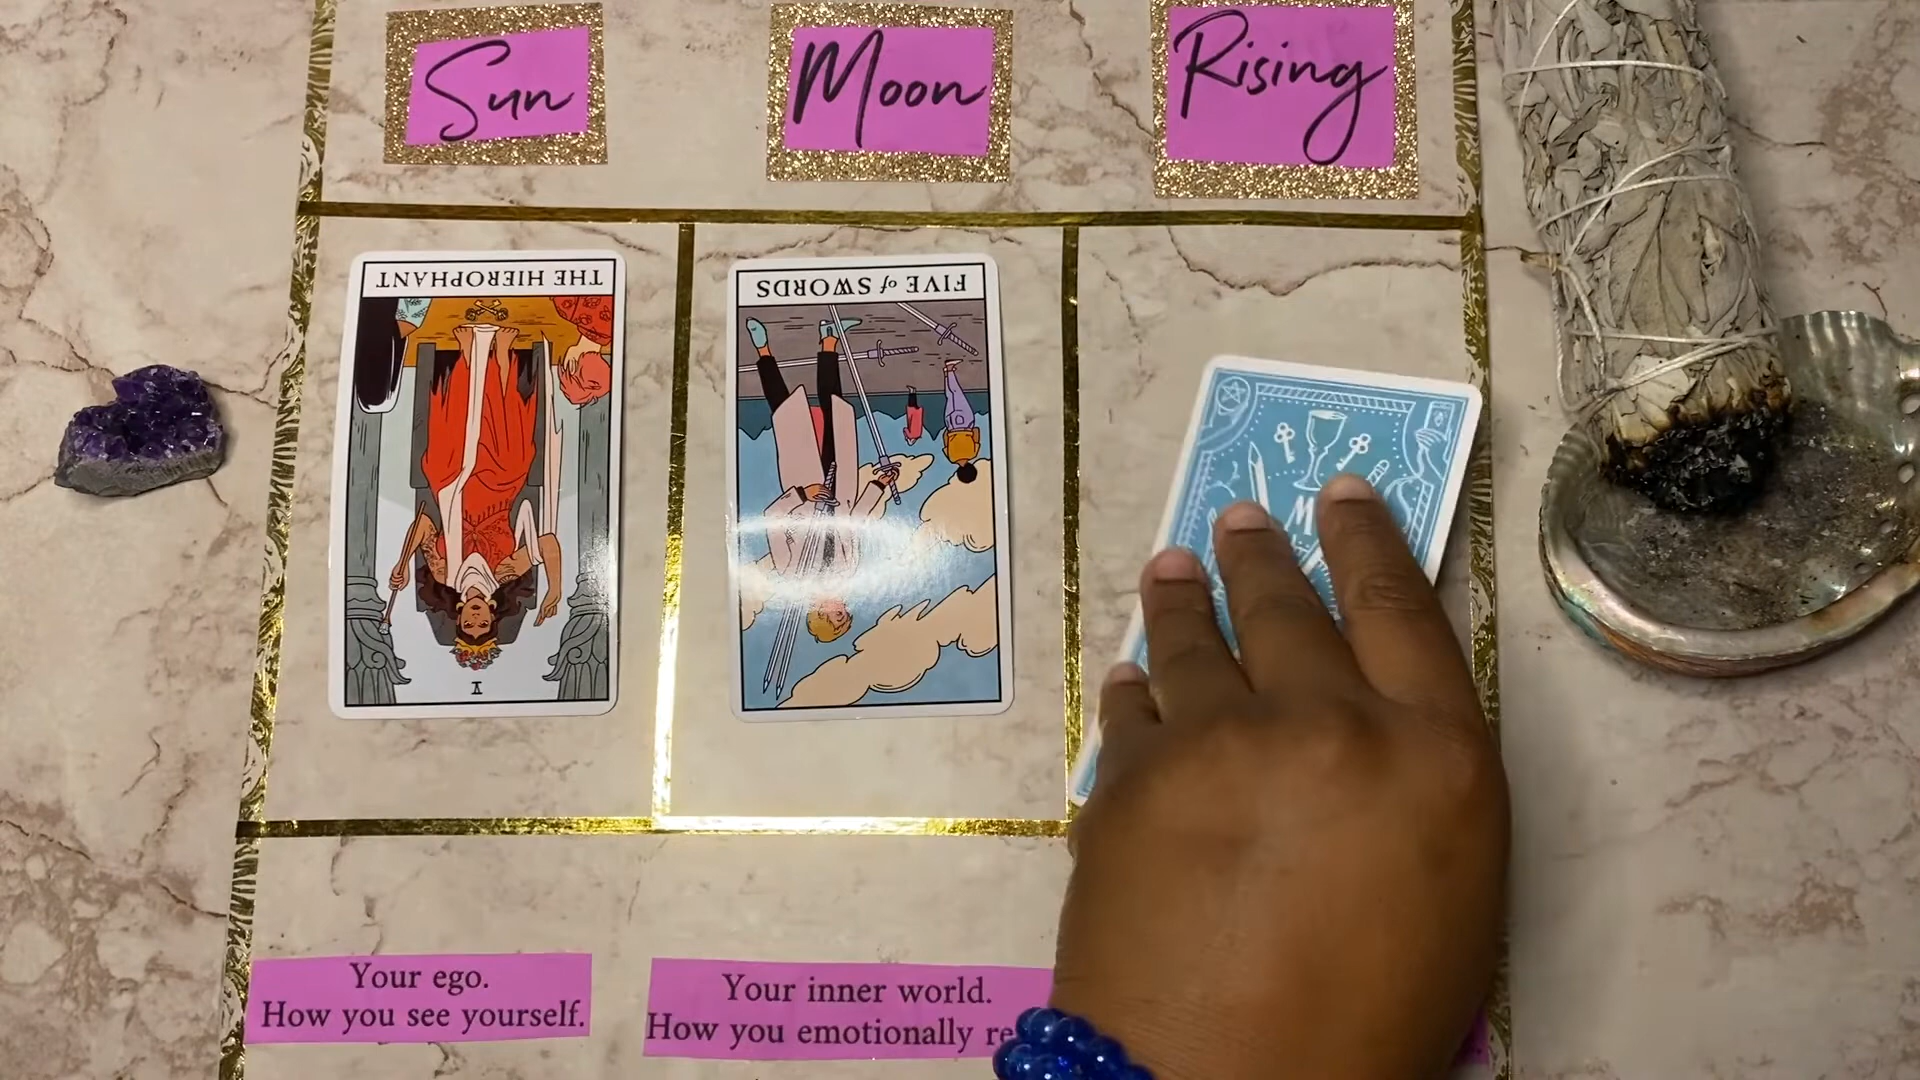 Sun
Moon
Rising
THE HIEROPHANT
FIVE of SWORDS
V
Your ego.
How you see yourself.
Your inner world.
How you emotionally